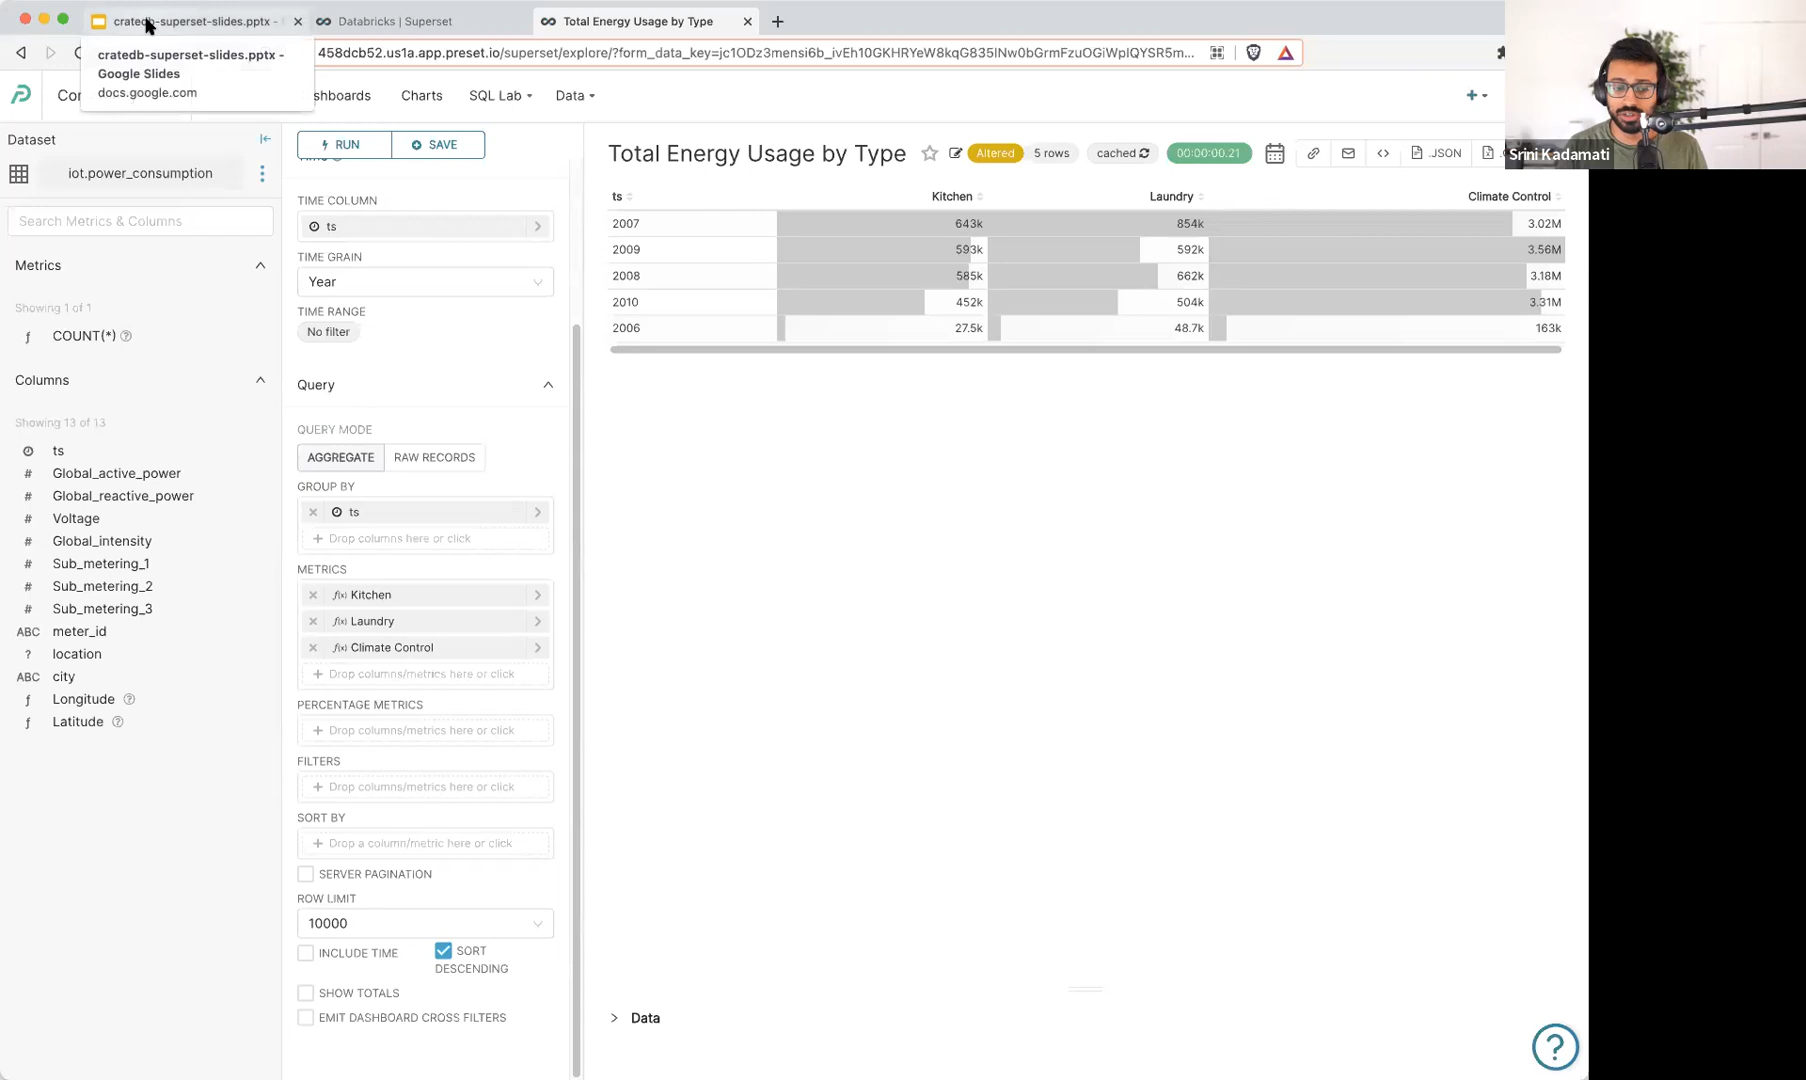 cratedb-superset-slides.pptx -
Databricks | Superset
Total Energy Usage by Type
458dcb52.us1a.app.preset.io/superset/explore/?form_data_key=jc1ODz3mensi6b_ivEh10GKHRYeW8kqG835lNw0bGrmFzuOGiWplQYSR5m...
cratedb-superset-slides.pptx -
Google Slides
docs.google.com
Charts
SQL Lab
Data
Srini Kadamati
Dataset
iot.power_consumption
Search Metrics & Columns
Metrics
Showing 1 of 1
ƒ COUNT(*)
Columns
Showing 13 of 13
ts
# Global_active_power
# Global_reactive_power
# Voltage
# Global_intensity
# Sub_metering_1
# Sub_metering_2
# Sub_metering_3
ABC meter_id
? location
ABC city
ƒ Longitude
ƒ Latitude
RUN
SAVE
TIME COLUMN
ts
TIME GRAIN
Year
TIME RANGE
No filter
Query
QUERY MODE
AGGREGATE RAW RECORDS
GROUP BY
ts
+ Drop columns here or click
METRICS
f(x) Kitchen
f(x) Laundry
f(x) Climate Control
+ Drop columns/metrics here or click
PERCENTAGE METRICS
+ Drop columns/metrics here or click
FILTERS
+ Drop columns/metrics here or click
SORT BY
+ Drop a column/metric here or click
SERVER PAGINATION
ROW LIMIT
10000
INCLUDE TIME
SORT
DESCENDING
SHOW TOTALS
EMIT DASHBOARD CROSS FILTERS
Total Energy Usage by Type Altered 5 rows cached 00:00:00.21 .JSON
ts Kitchen Laundry Climate Control
2007 643k 854k 3.02M
2009 593k 592k 3.56M
2008 585k 662k 3.18M
2010 452k 504k 3.31M
2006 27.5k 48.7k 163k
Data
?